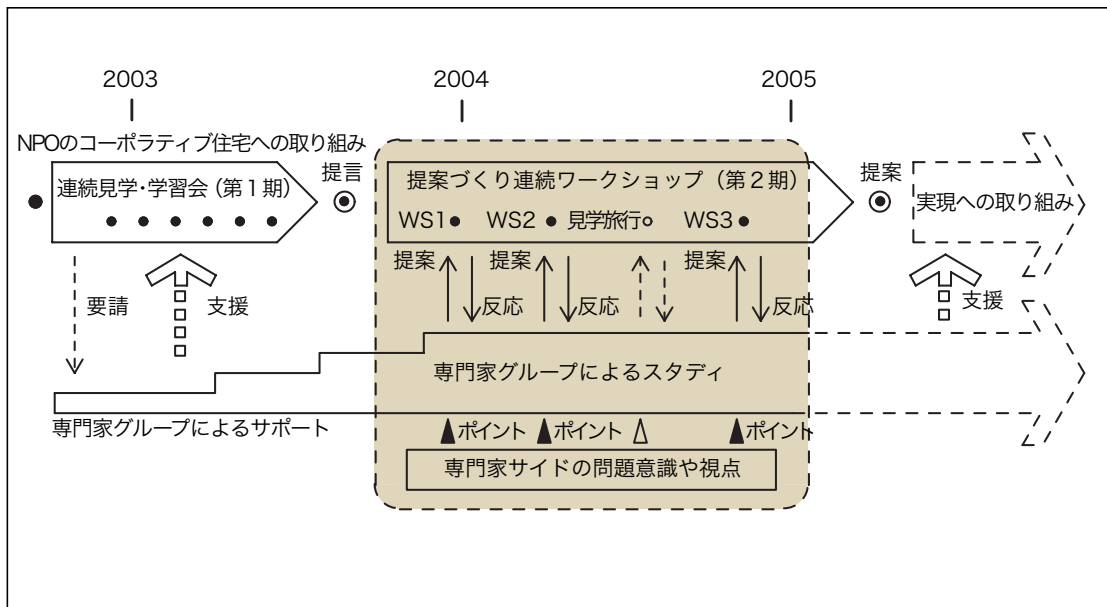 2003
2004
2005
NPOのコーポラティブ住宅への取り組み
連続見学・学習会（第１期）
提言
提案づくり連続ワークショップ（第２期）
WS1
WS2
見学旅行
WS3
提案
実現への取り組み
要請
支援
提案
反応
提案
反応
提案
反応
支援
専門家グループによるスタディ
専門家グループによるサポート
ポイント
ポイント
ポイント
専門家サイドの問題意識や視点